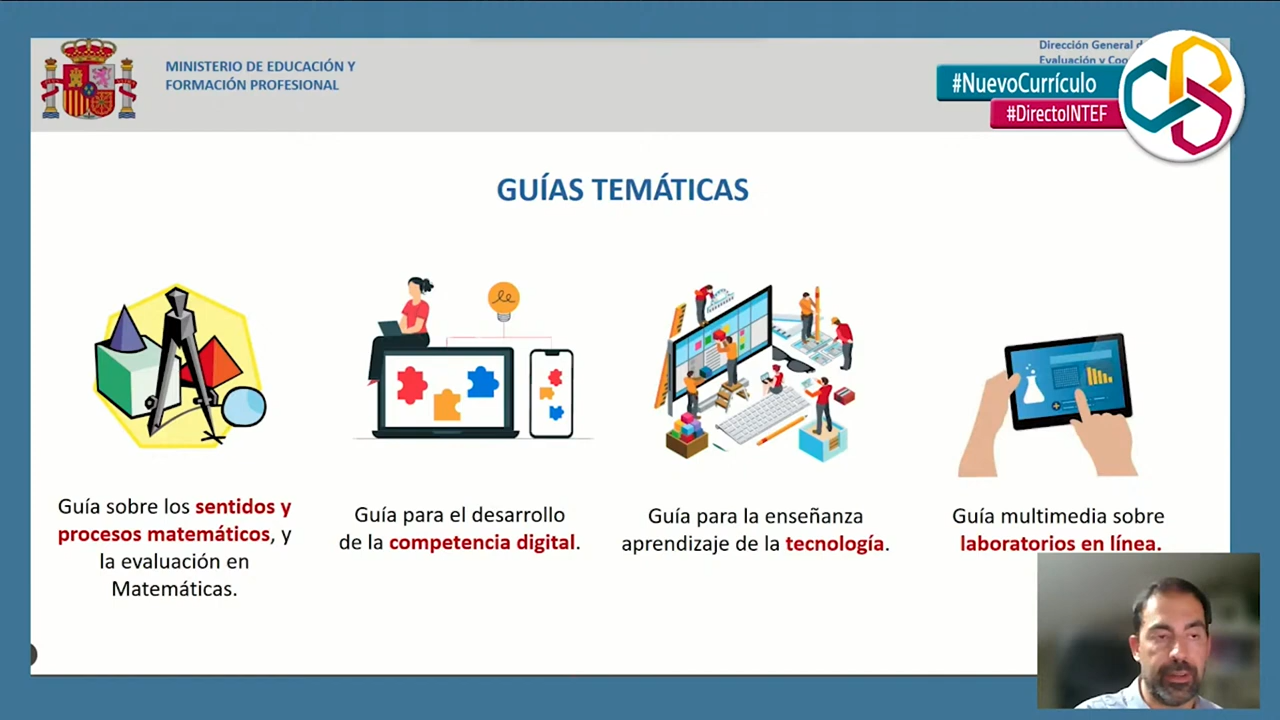 MINISTERIO DE EDUCACIÓN Y
FORMACIÓN PROFESIONAL
Dirección General
Evaluación y
#NuevoCurrículo
#DirectoINTEF
GUÍAS TEMÁTICAS
Guía sobre los sentidos y
procesos matemáticos, y
la evaluación en
Matemáticas.
Guía para el desarrollo
de la competencia digital.
Guía para la enseñanza
aprendizaje de la tecnología.
Guía multimedia sobre
laboratorios en línea.